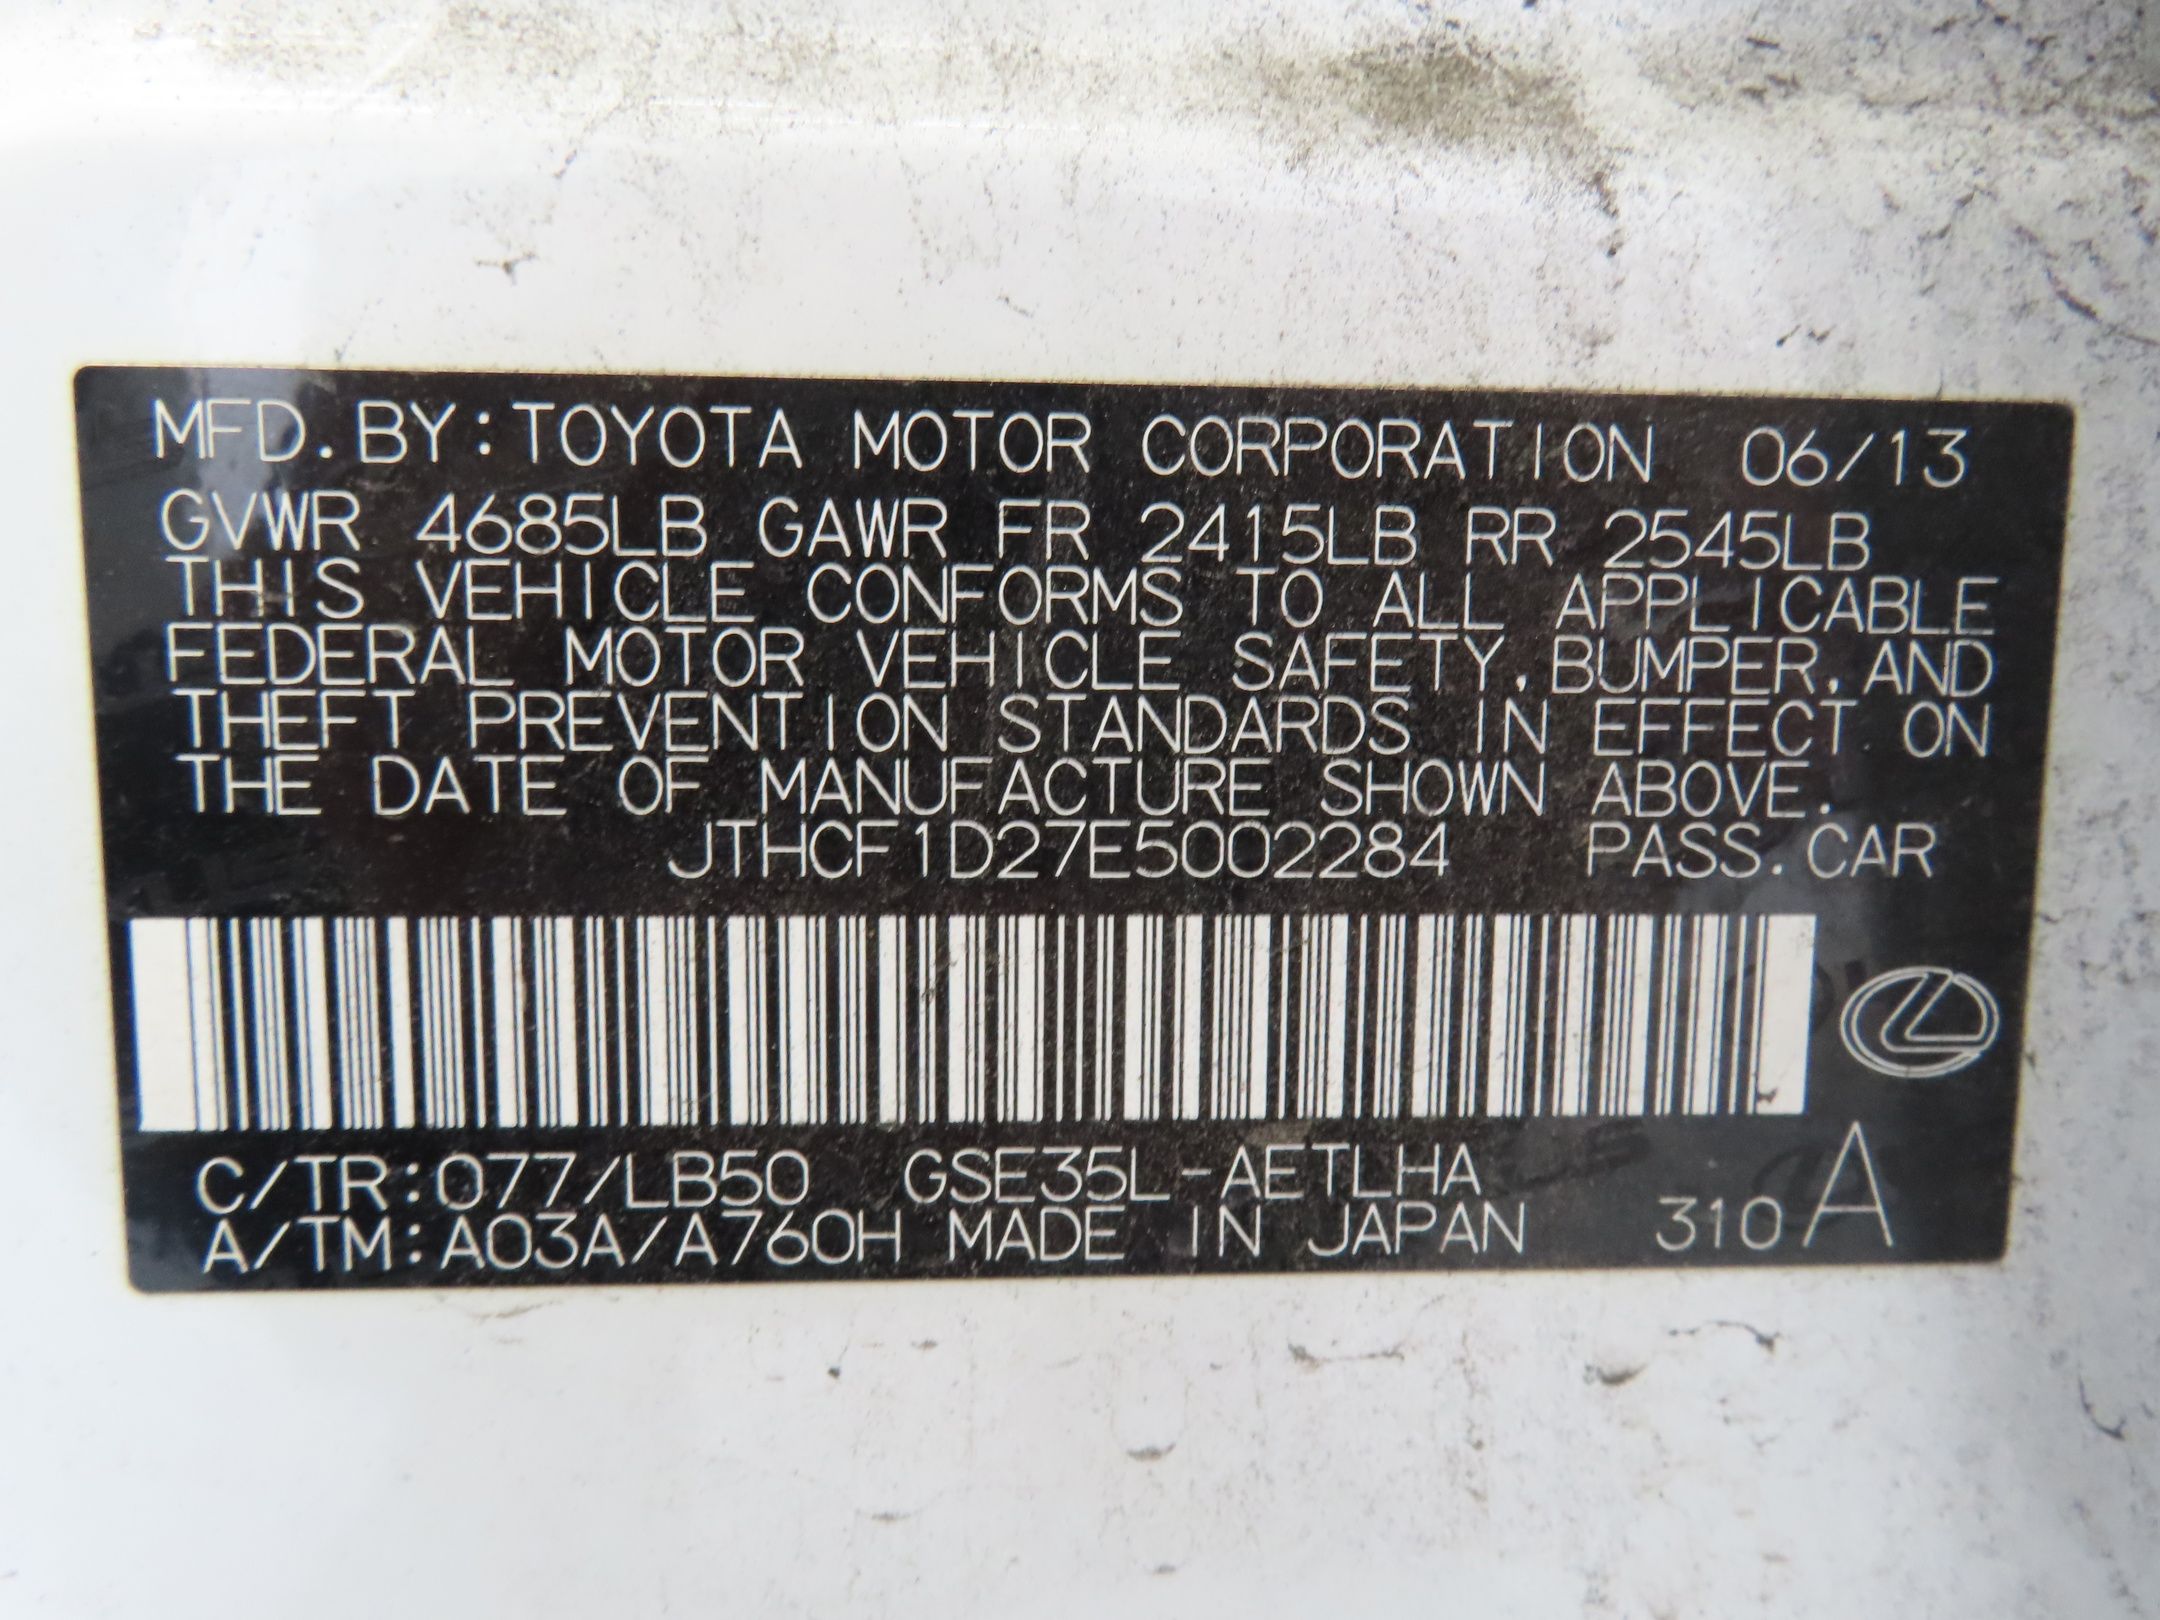 MFD.BY:TOYOTA MOTOR CORPORATION 06/13
GVWR 4685LB GAWR FR 2415LB RR 2545LB
THIS VEHICLE CONFORMS TO ALL APPLICABLE
FEDERAL MOTOR VEHICLE SAFETY,BUMPER,AND
THEFT PREVENTION STANDARDS IN EFFECT ON
THE DATE OF MANUFACTURE SHOWN ABOVE.
JTHCF1D27E5002284 PASS.CAR
C/TR:077/LB50 GSE35L-AETLHA
A/TM:A03A/A760H MADE IN JAPAN 310 A